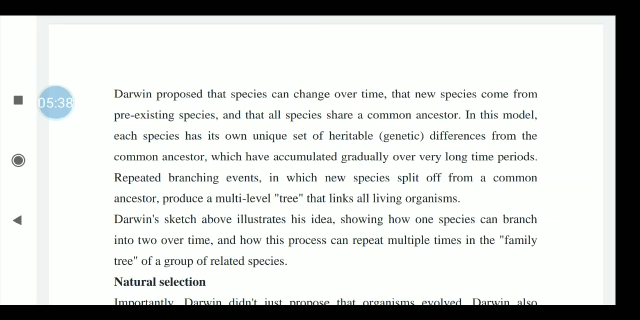 05:38
Darwin proposed that species can change over time, that new species come from
pre-existing species, and that all species share a common ancestor. In this model,
each species has its own unique set of heritable (genetic) differences from the
common ancestor, which have accumulated gradually over very long time periods.
Repeated branching events, in which new species split off from a common
ancestor, produce a multi-level "tree" that links all living organisms.
Darwin's sketch above illustrates his idea, showing how one species can branch
into two over time, and how this process can repeat multiple times in the "family
tree" of a group of related species.
Natural selection
Importantly, Darwin didn't just propose that organisms evolved. Darwin also